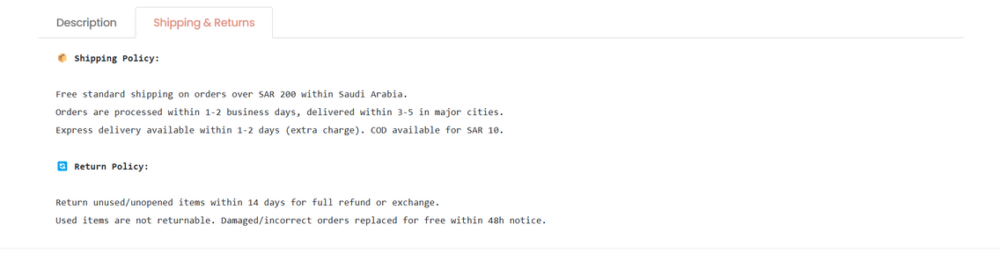 Description
Shipping & Returns
📦 Shipping Policy:
Free standard shipping on orders over SAR 200 within Saudi Arabia.
Orders are processed within 1-2 business days, delivered within 3-5 in major cities.
Express delivery available within 1-2 days (extra charge). COD available for SAR 10.
🔄 Return Policy:
Return unused/unopened items within 14 days for full refund or exchange.
Used items are not returnable. Damaged/incorrect orders replaced for free within 48h notice.